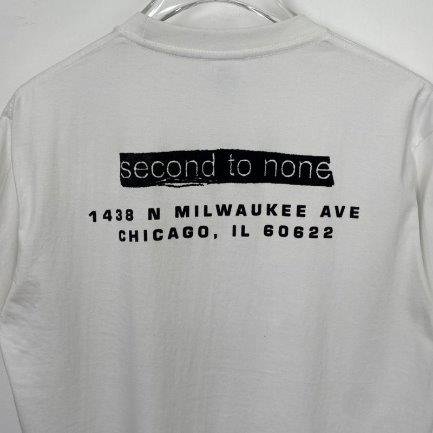 second to none
1438 N MILWAUKEE AVE
CHICAGO, IL 60622